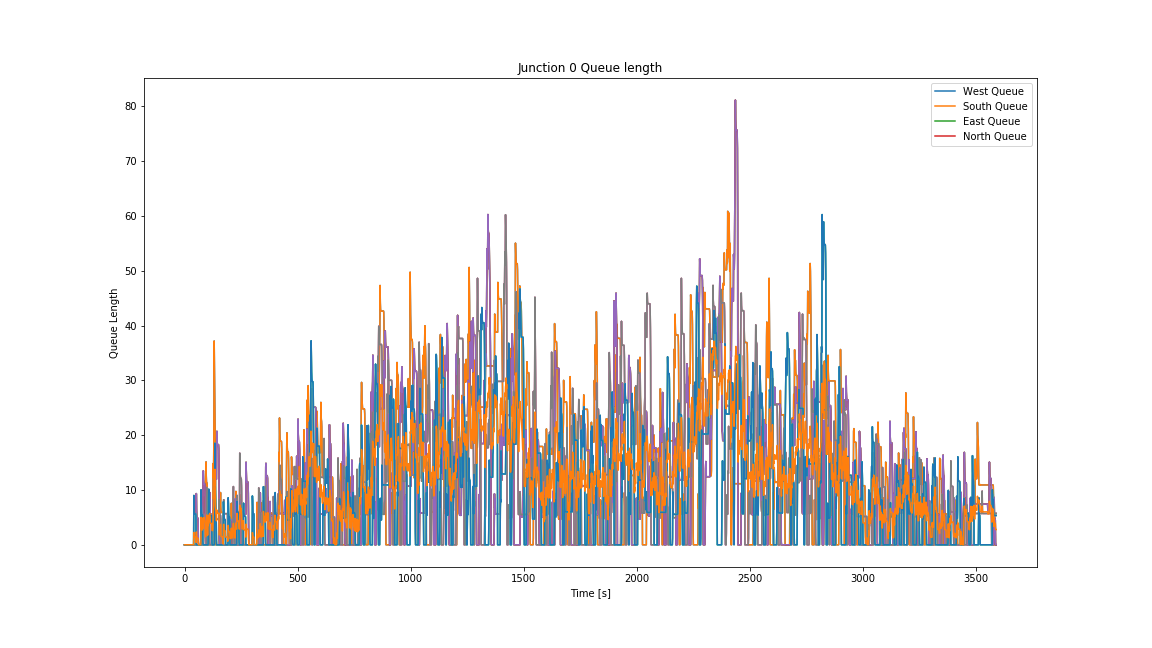 Junction 0 Queue length
West Queue
South Queue
East Queue
North Queue
Queue Length
80
70
60
50
40
30
20
10
0
0 500 1000 1500 2000 2500 3000 3500
Time [s]